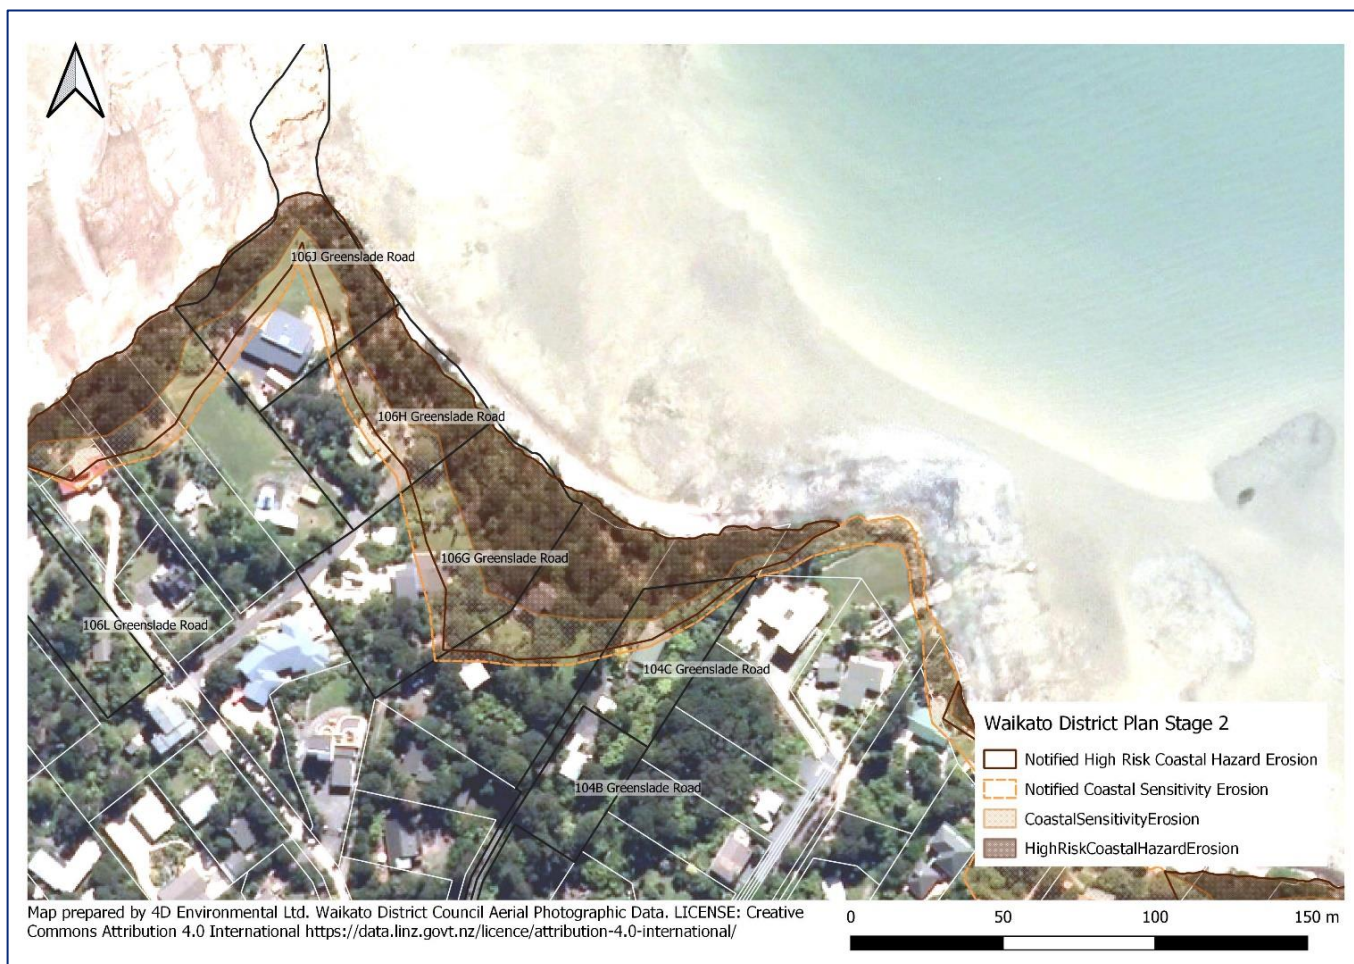 106J Greenslade Road
106H Greenslade Road
106G Greenslade Road
106L Greenslade Road
104C Greenslade Road
104B Greenslade Road
Waikato District Plan Stage 2
Notified High Risk Coastal Hazard Erosion
Notified Coastal Sensitivity Erosion
CoastalSensitivityErosion
HighRiskCoastalHazardErosion
Map prepared by 4D Environmental Ltd. Waikato District Council Aerial Photographic Data. LICENSE: Creative
Commons Attribution 4.0 International https://data.linz.govt.nz/licence/attribution-4.0-international/
0 50 100 150 m